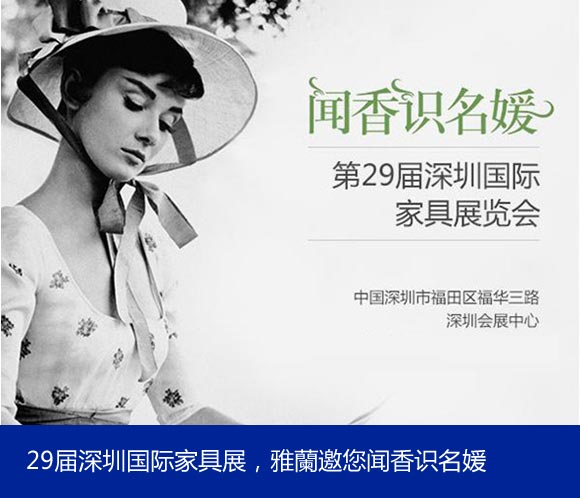 闻香识名媛
第29届深圳国际
家具展览会
中国深圳市福田区福华三路
深圳会展中心
29届深圳国际家具展，雅蘭邀您闻香识名媛